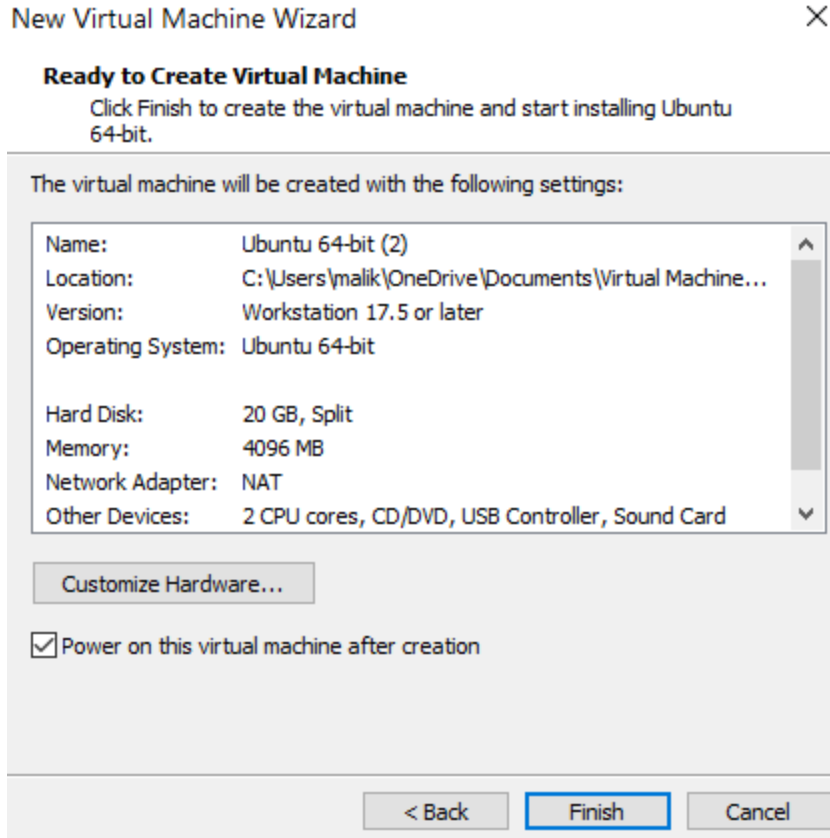 New Virtual Machine Wizard
Ready to Create Virtual Machine
Click Finish to create the virtual machine and start installing Ubuntu
64-bit.
The virtual machine will be created with the following settings:
Name: Ubuntu 64-bit (2)
Location: C:\Users\malik\OneDrive\Documents\Virtual Machine...
Version: Workstation 17.5 or later
Operating System: Ubuntu 64-bit
Hard Disk: 20 GB, Split
Memory: 4096 MB
Network Adapter: NAT
Other Devices: 2 CPU cores, CD/DVD, USB Controller, Sound Card
Customize Hardware...
Power on this virtual machine after creation
< Back Finish Cancel